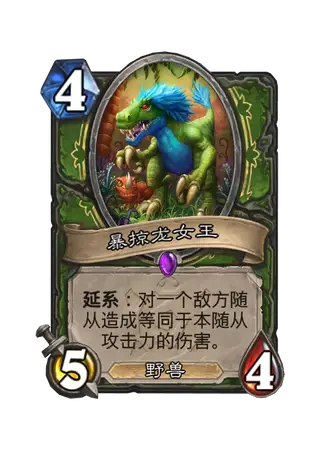 4
暴掠龙女王
延系：对一个敌方随
从造成等同于本随从
攻击力的伤害。
5
野兽
4